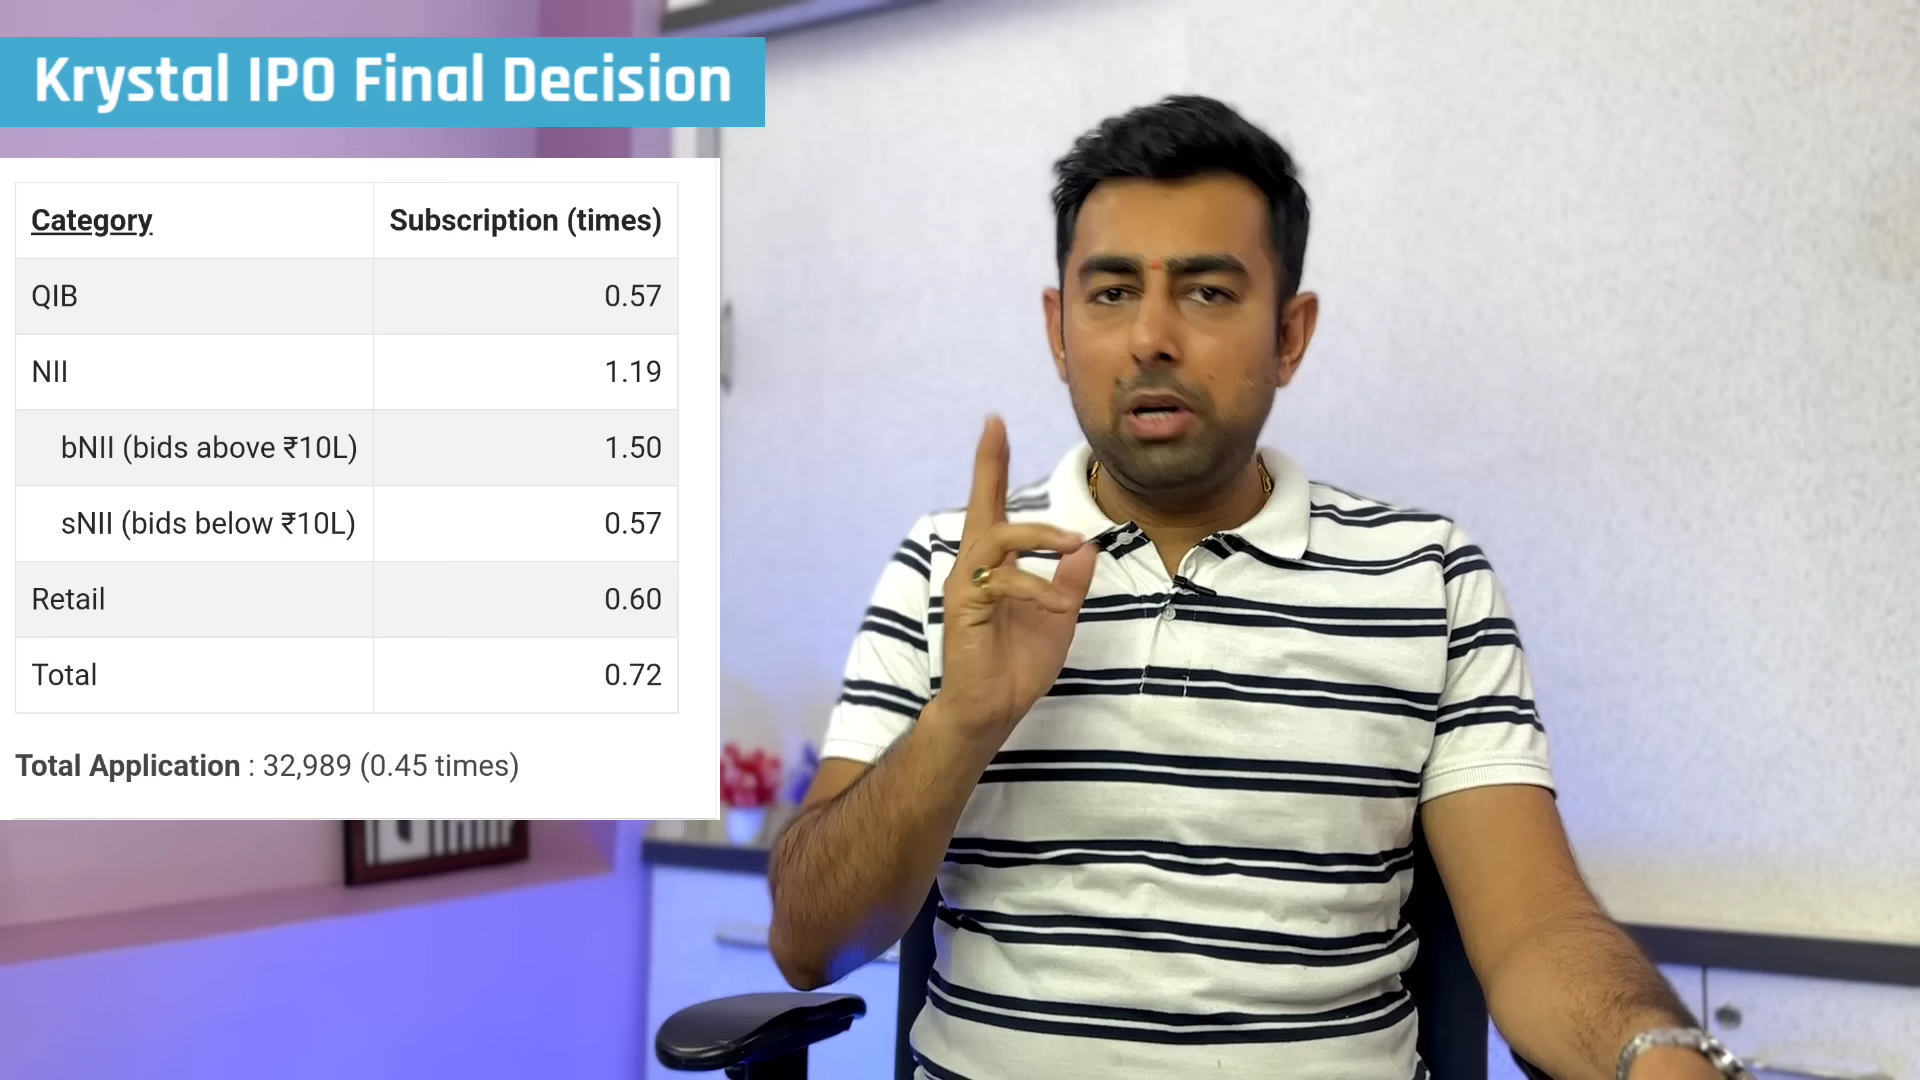 Krystal IPO Final Decision
Category Subscription (times)
QIB 0.57
NII 1.19
bNII (bids above ₹10L) 1.50
sNII (bids below ₹10L) 0.57
Retail 0.60
Total 0.72
Total Application : 32,989 (0.45 times)